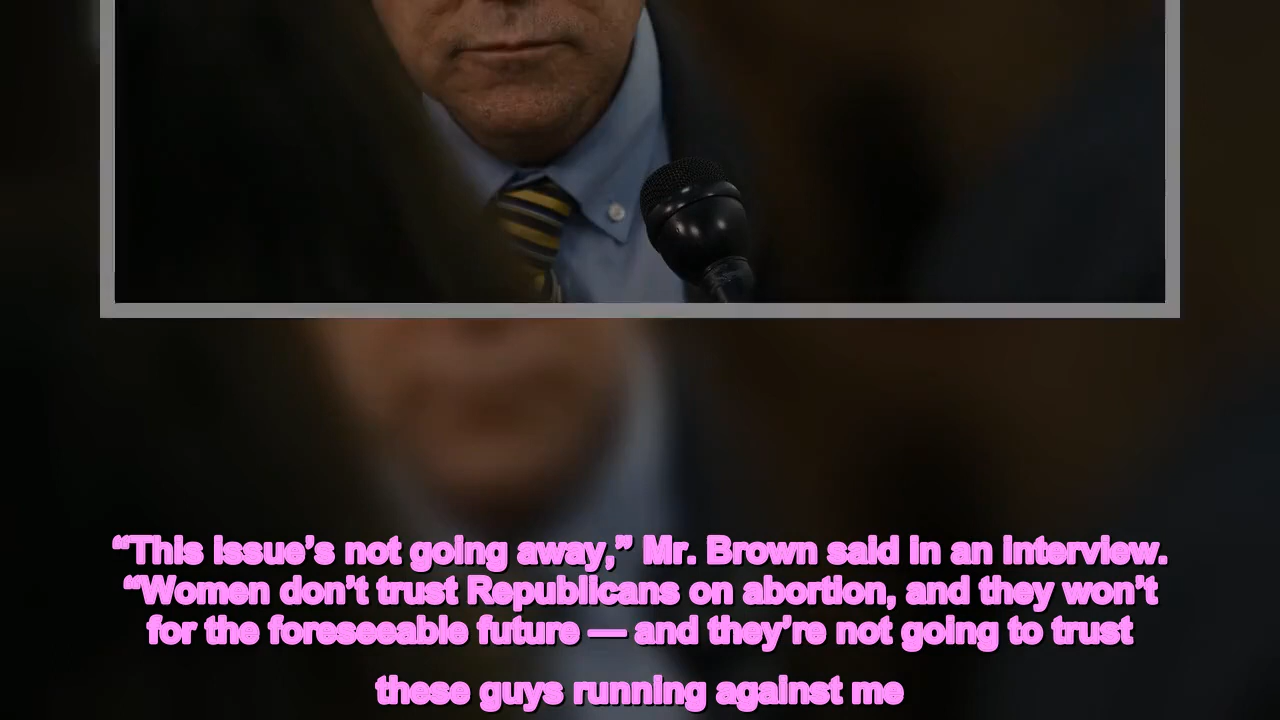 “This issue’s not going away,” Mr. Brown said in an interview.
“Women don’t trust Republicans on abortion, and they won’t
for the foreseeable future — and they’re not going to trust
these guys running against me